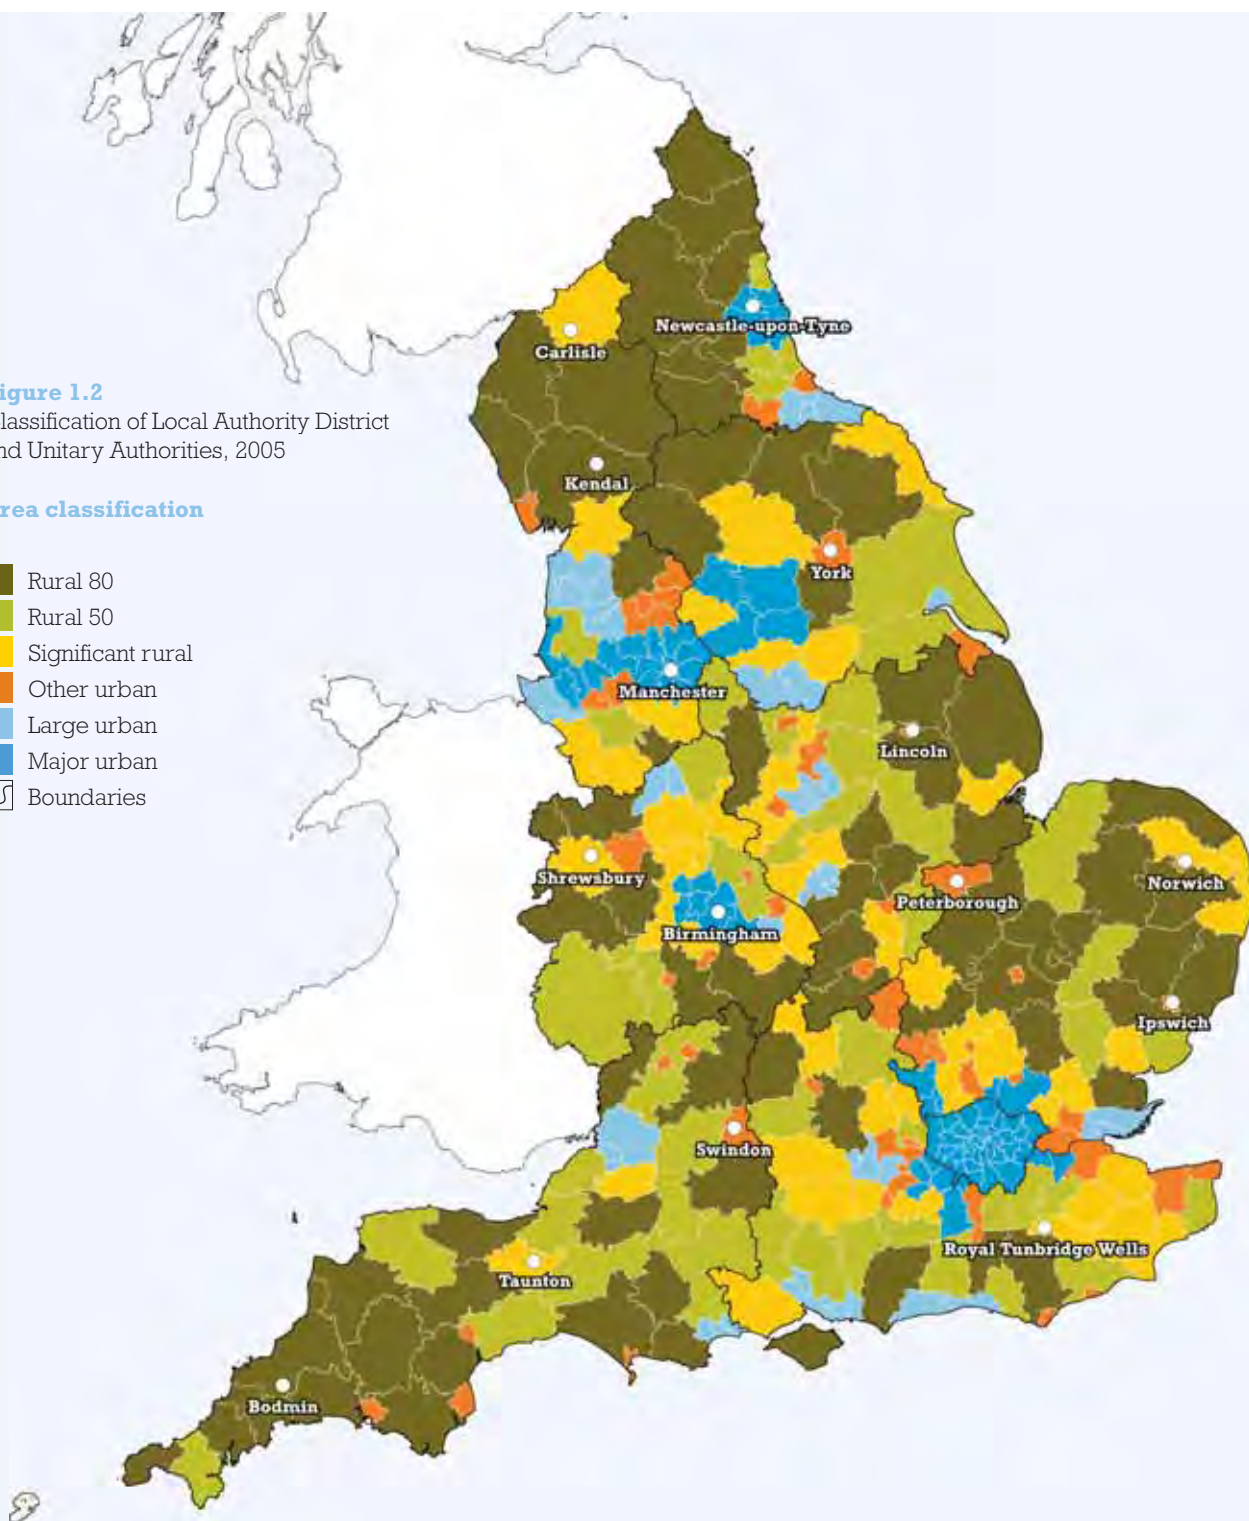 igure 1.2
lassification of Local Authority District
nd Unitary Authorities, 2005
rea classification
Rural 80
Rural 50
Significant rural
Other urban
Large urban
Major urban
Boundaries
Newcastle-upon-Tyne
Carlisle
Kendal
York
Manchester
Lincoln
Shrewsbury
Norwich
Peterborough
Birmingham
Ipswich
Swindon
Royal Tunbridge Wells
Taunton
Bodmin